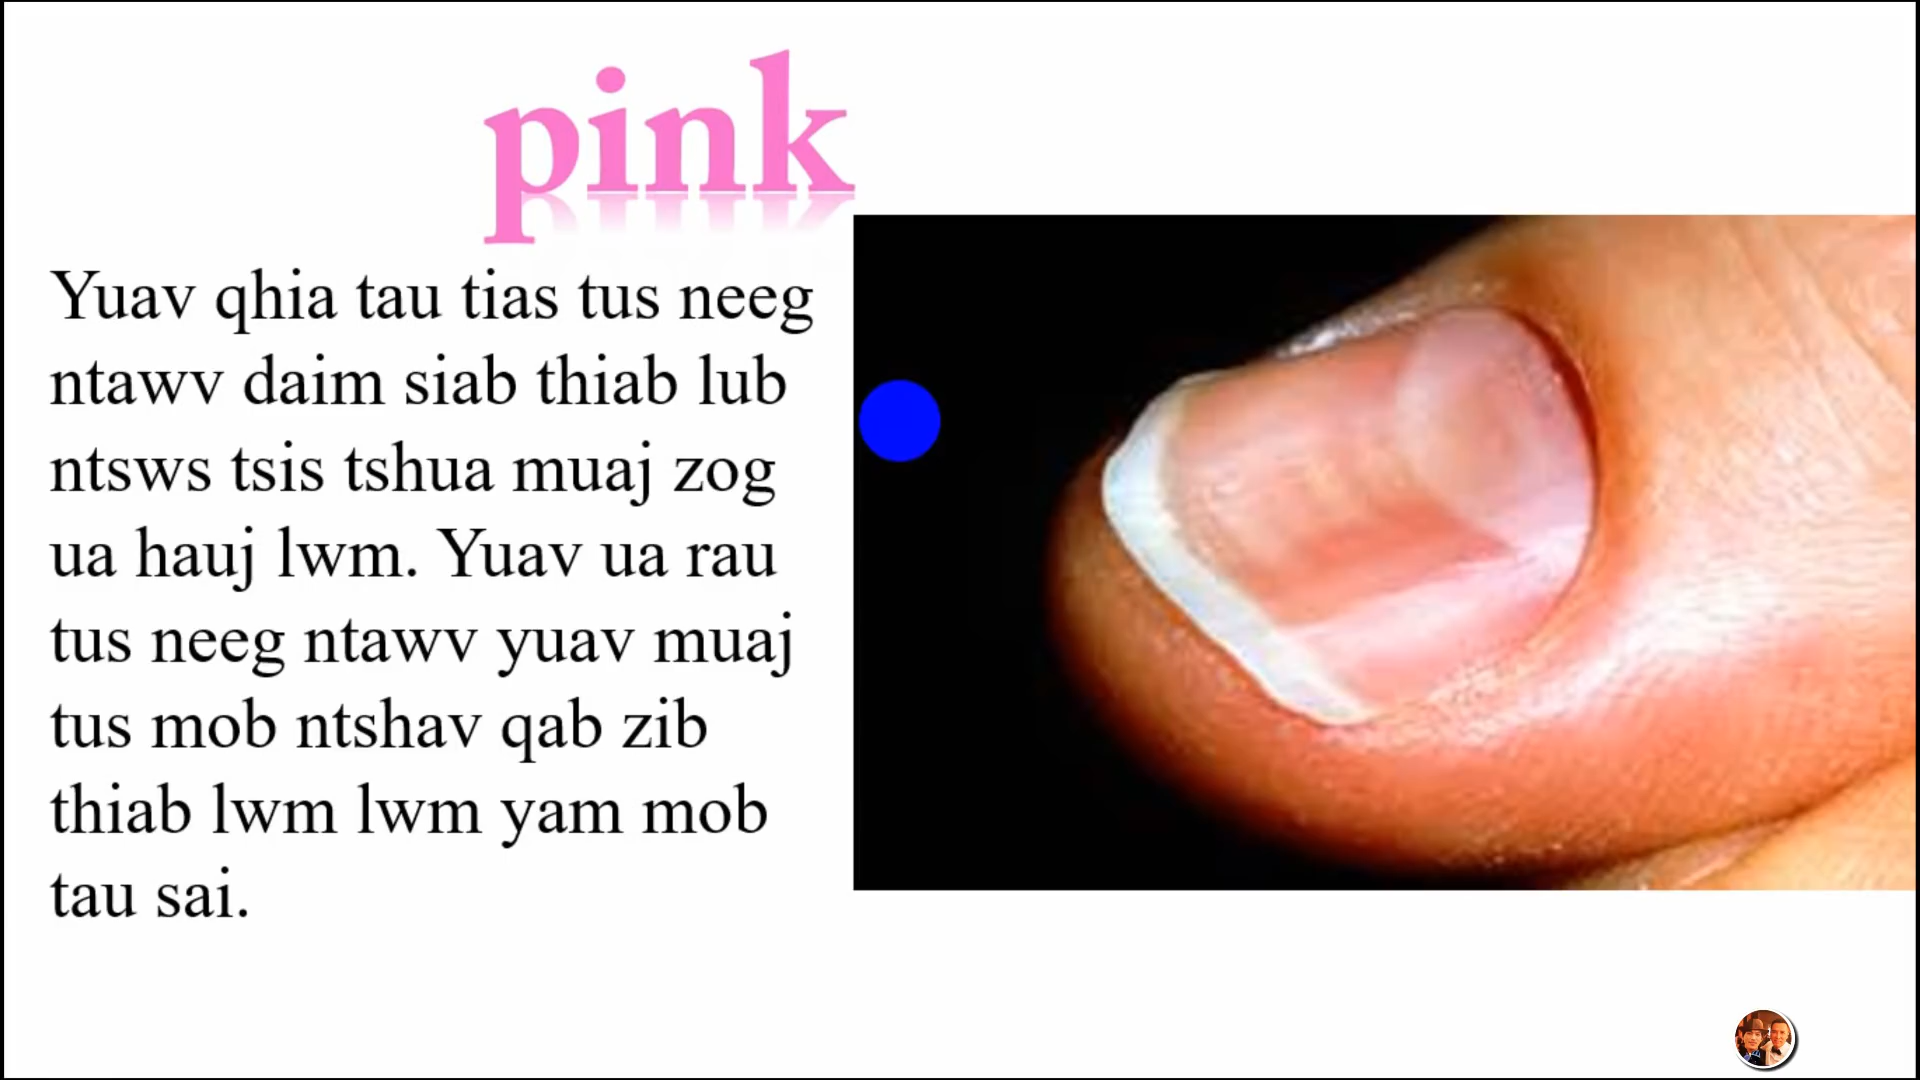 pink
Yuav qhia tau tias tus neeg
ntawv daim siab thiab lub
ntsws tsis tshua muaj zog
ua hauj lwm. Yuav ua rau
tus neeg ntawv yuav muaj
tus mob ntshav qab zib
thiab lwm lwm yam mob
tau sai.